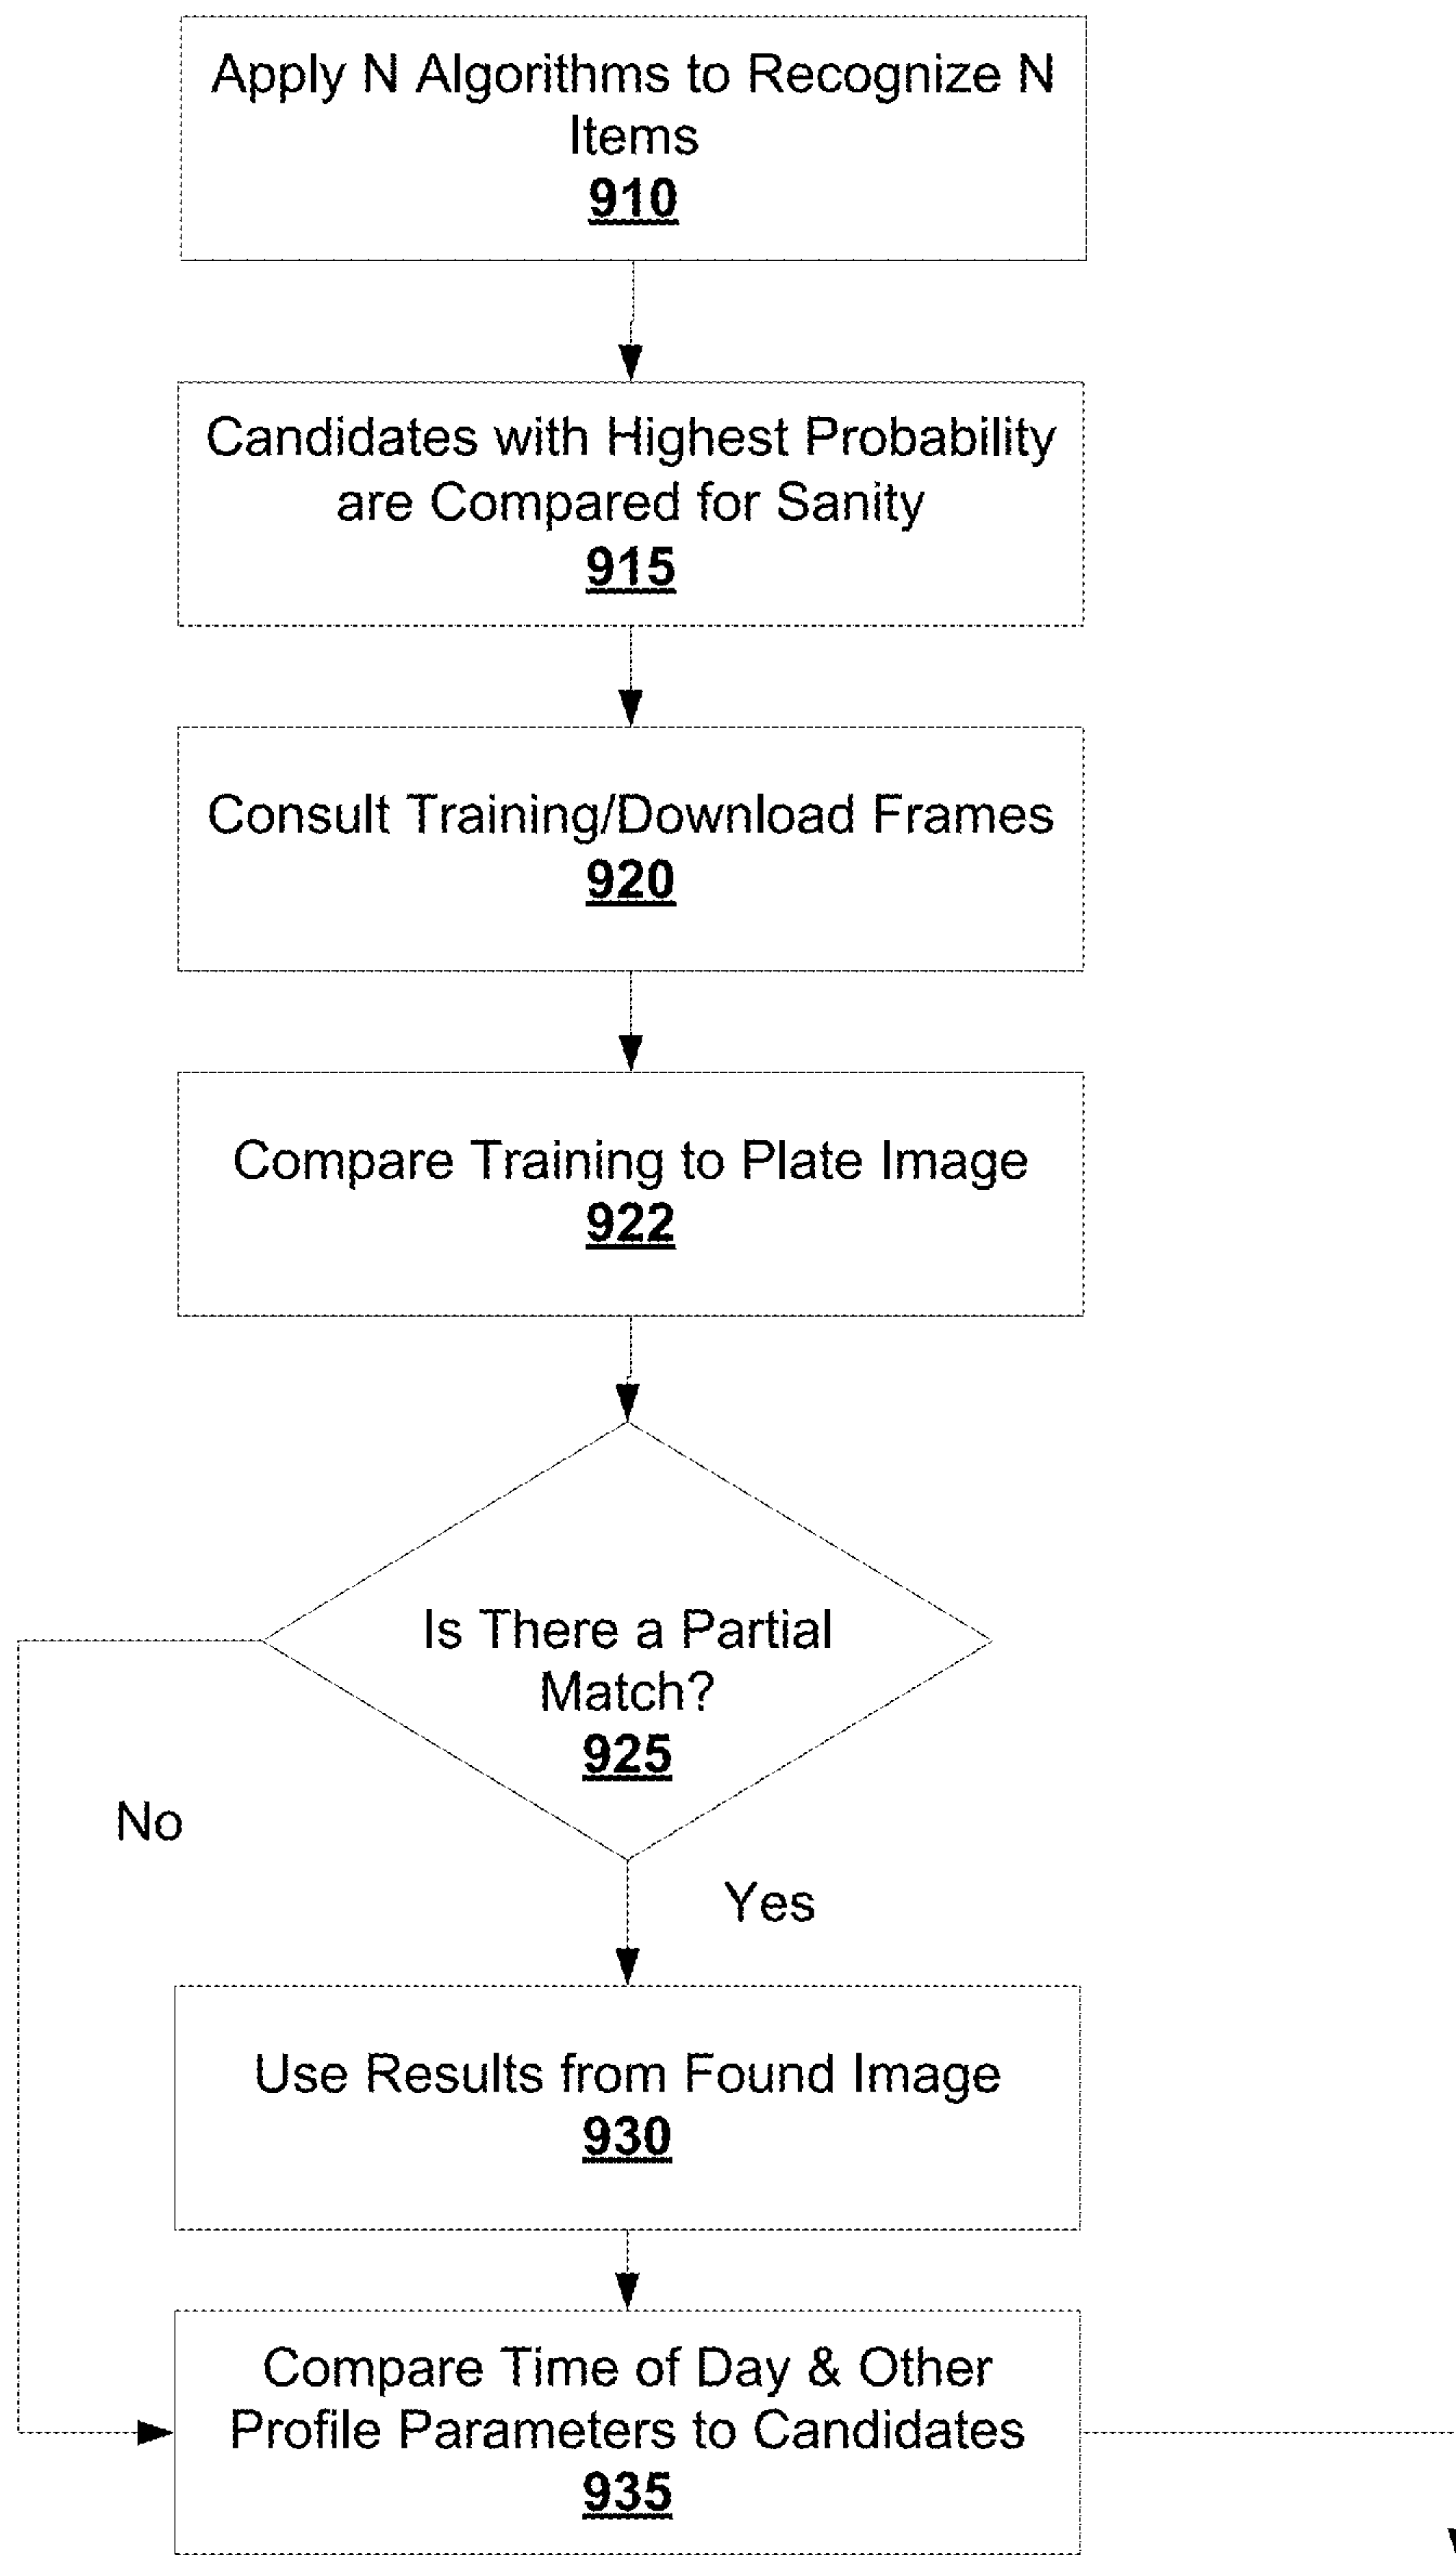 Apply N Algorithms to Recognize N
Items
910
Candidates with Highest Probability
are Compared for Sanity
915
Consult Training/Download Frames
920
Compare Training to Plate Image
922
Is There a Partial
Match?
925
No
Yes
Use Results from Found Image
930
Compare Time of Day & Other
Profile Parameters to Candidates
935